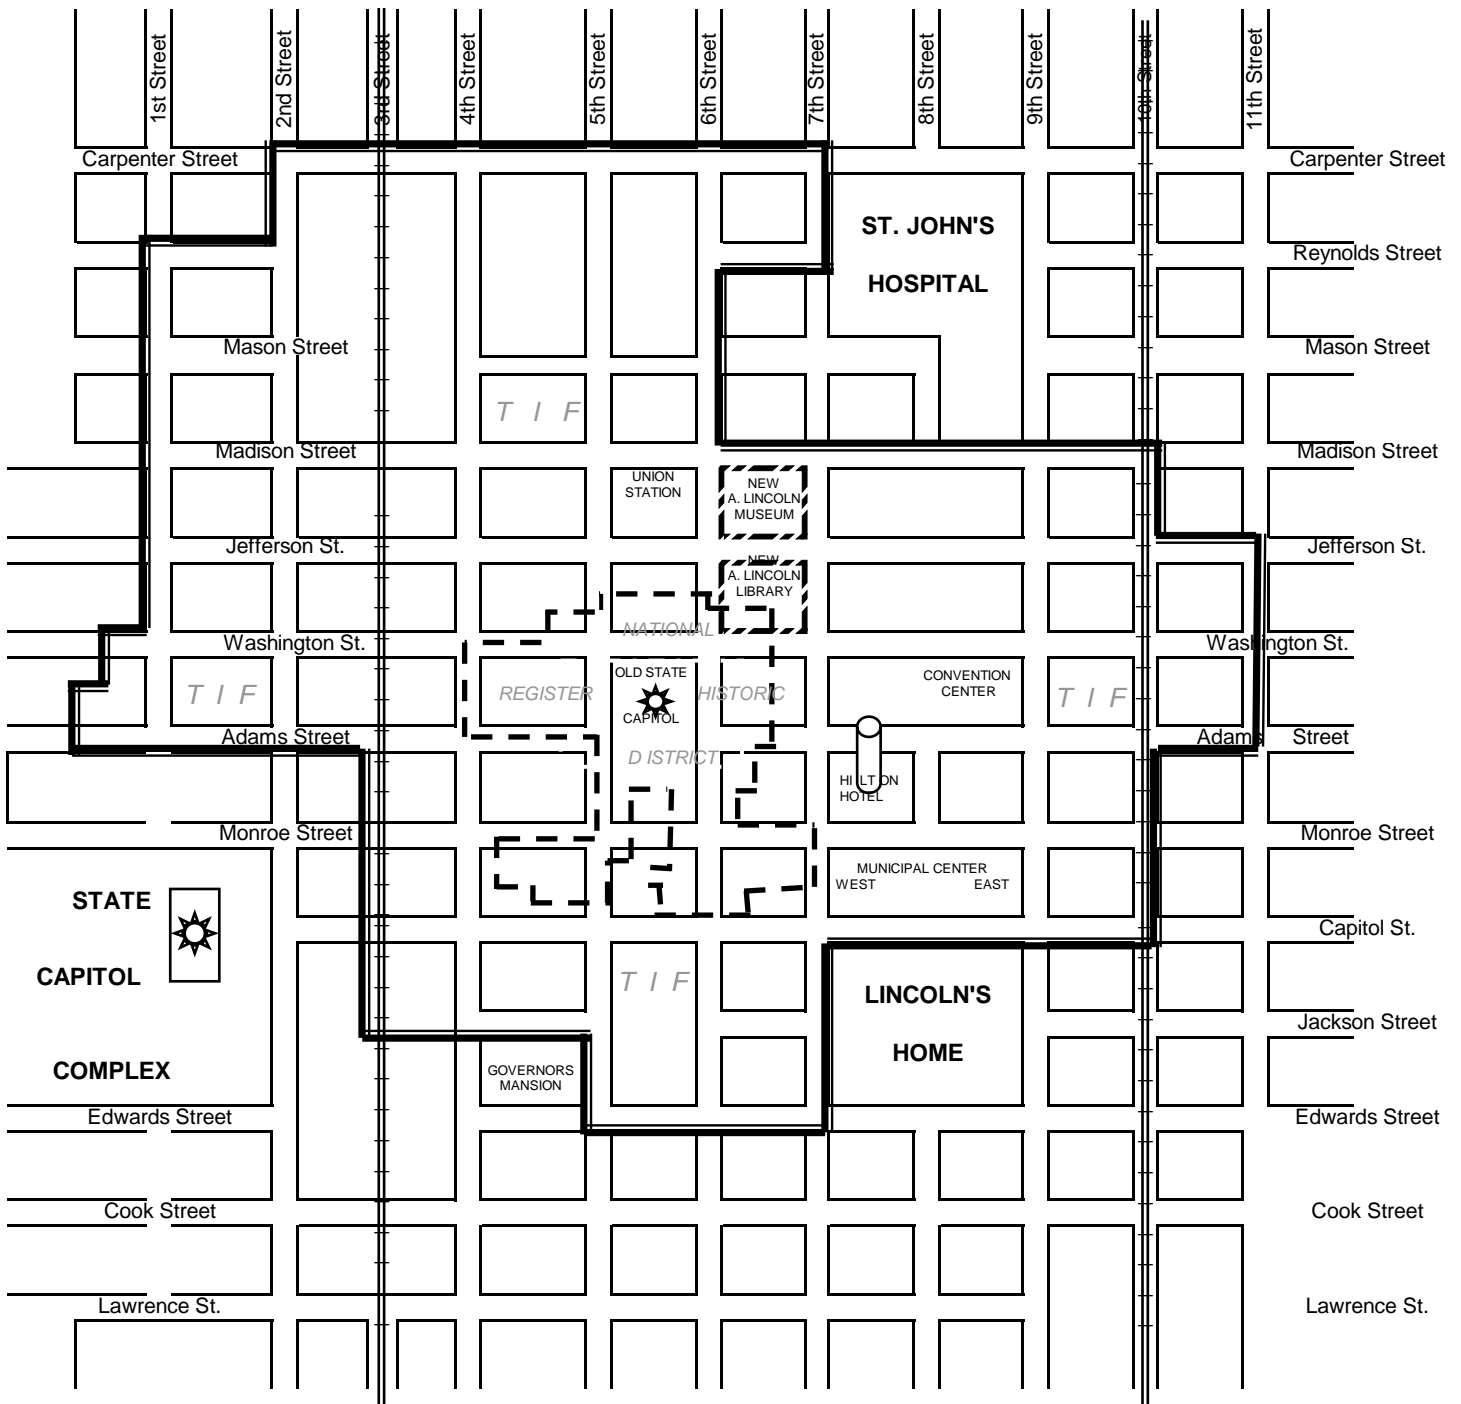 1st Street
2nd Street
3rd Street
4th Street
5th Street
6th Street
7th Street
8th Street
9th Street
10th Street
11th Street
Carpenter Street
Carpenter Street
ST. JOHN'S
HOSPITAL
Reynolds Street
Mason Street
Mason Street
T I F
Madison Street
Madison Street
UNION
STATION
NEW
A. LINCOLN
MUSEUM
Jefferson St.
Jefferson St.
NEW
A. LINCOLN
LIBRARY
NATIONAL
Washington St.
Washington St.
T I F
REGISTER
OLD STATE
CAPITOL
HISTORIC
CONVENTION
CENTER
T I F
Adams Street
Adams Street
D ISTRICT
HILTON
HOTEL
Monroe Street
Monroe Street
MUNICIPAL CENTER
WEST EAST
STATE
CAPITOL
COMPLEX
Capitol St.
T I F
LINCOLN'S
HOME
Jackson Street
GOVERNORS
MANSION
Edwards Street
Edwards Street
Cook Street
Cook Street
Lawrence St.
Lawrence St.